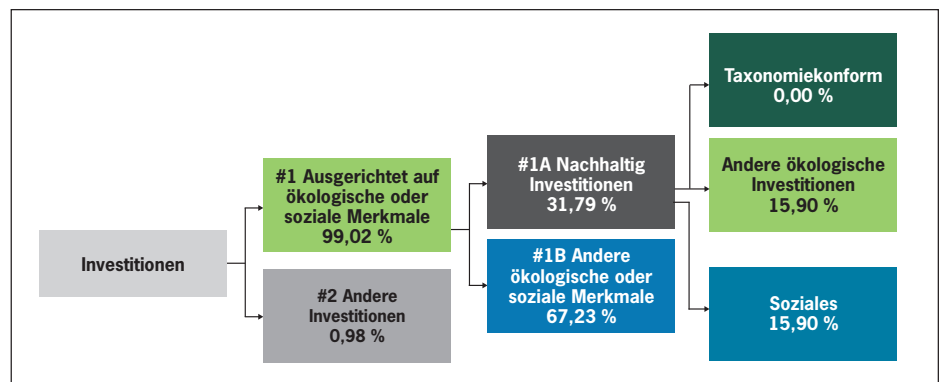 Investitionen
#1 Ausgerichtet auf
ökologische oder
soziale Merkmale
99,02 %
#2 Andere
Investitionen
0,98 %
#1A Nachhaltig
Investitionen
31,79 %
#1B Andere
ökologische oder
soziale Merkmale
67,23 %
Taxonomiekonform
0,00 %
Andere ökologische
Investitionen
15,90 %
Soziales
15,90 %